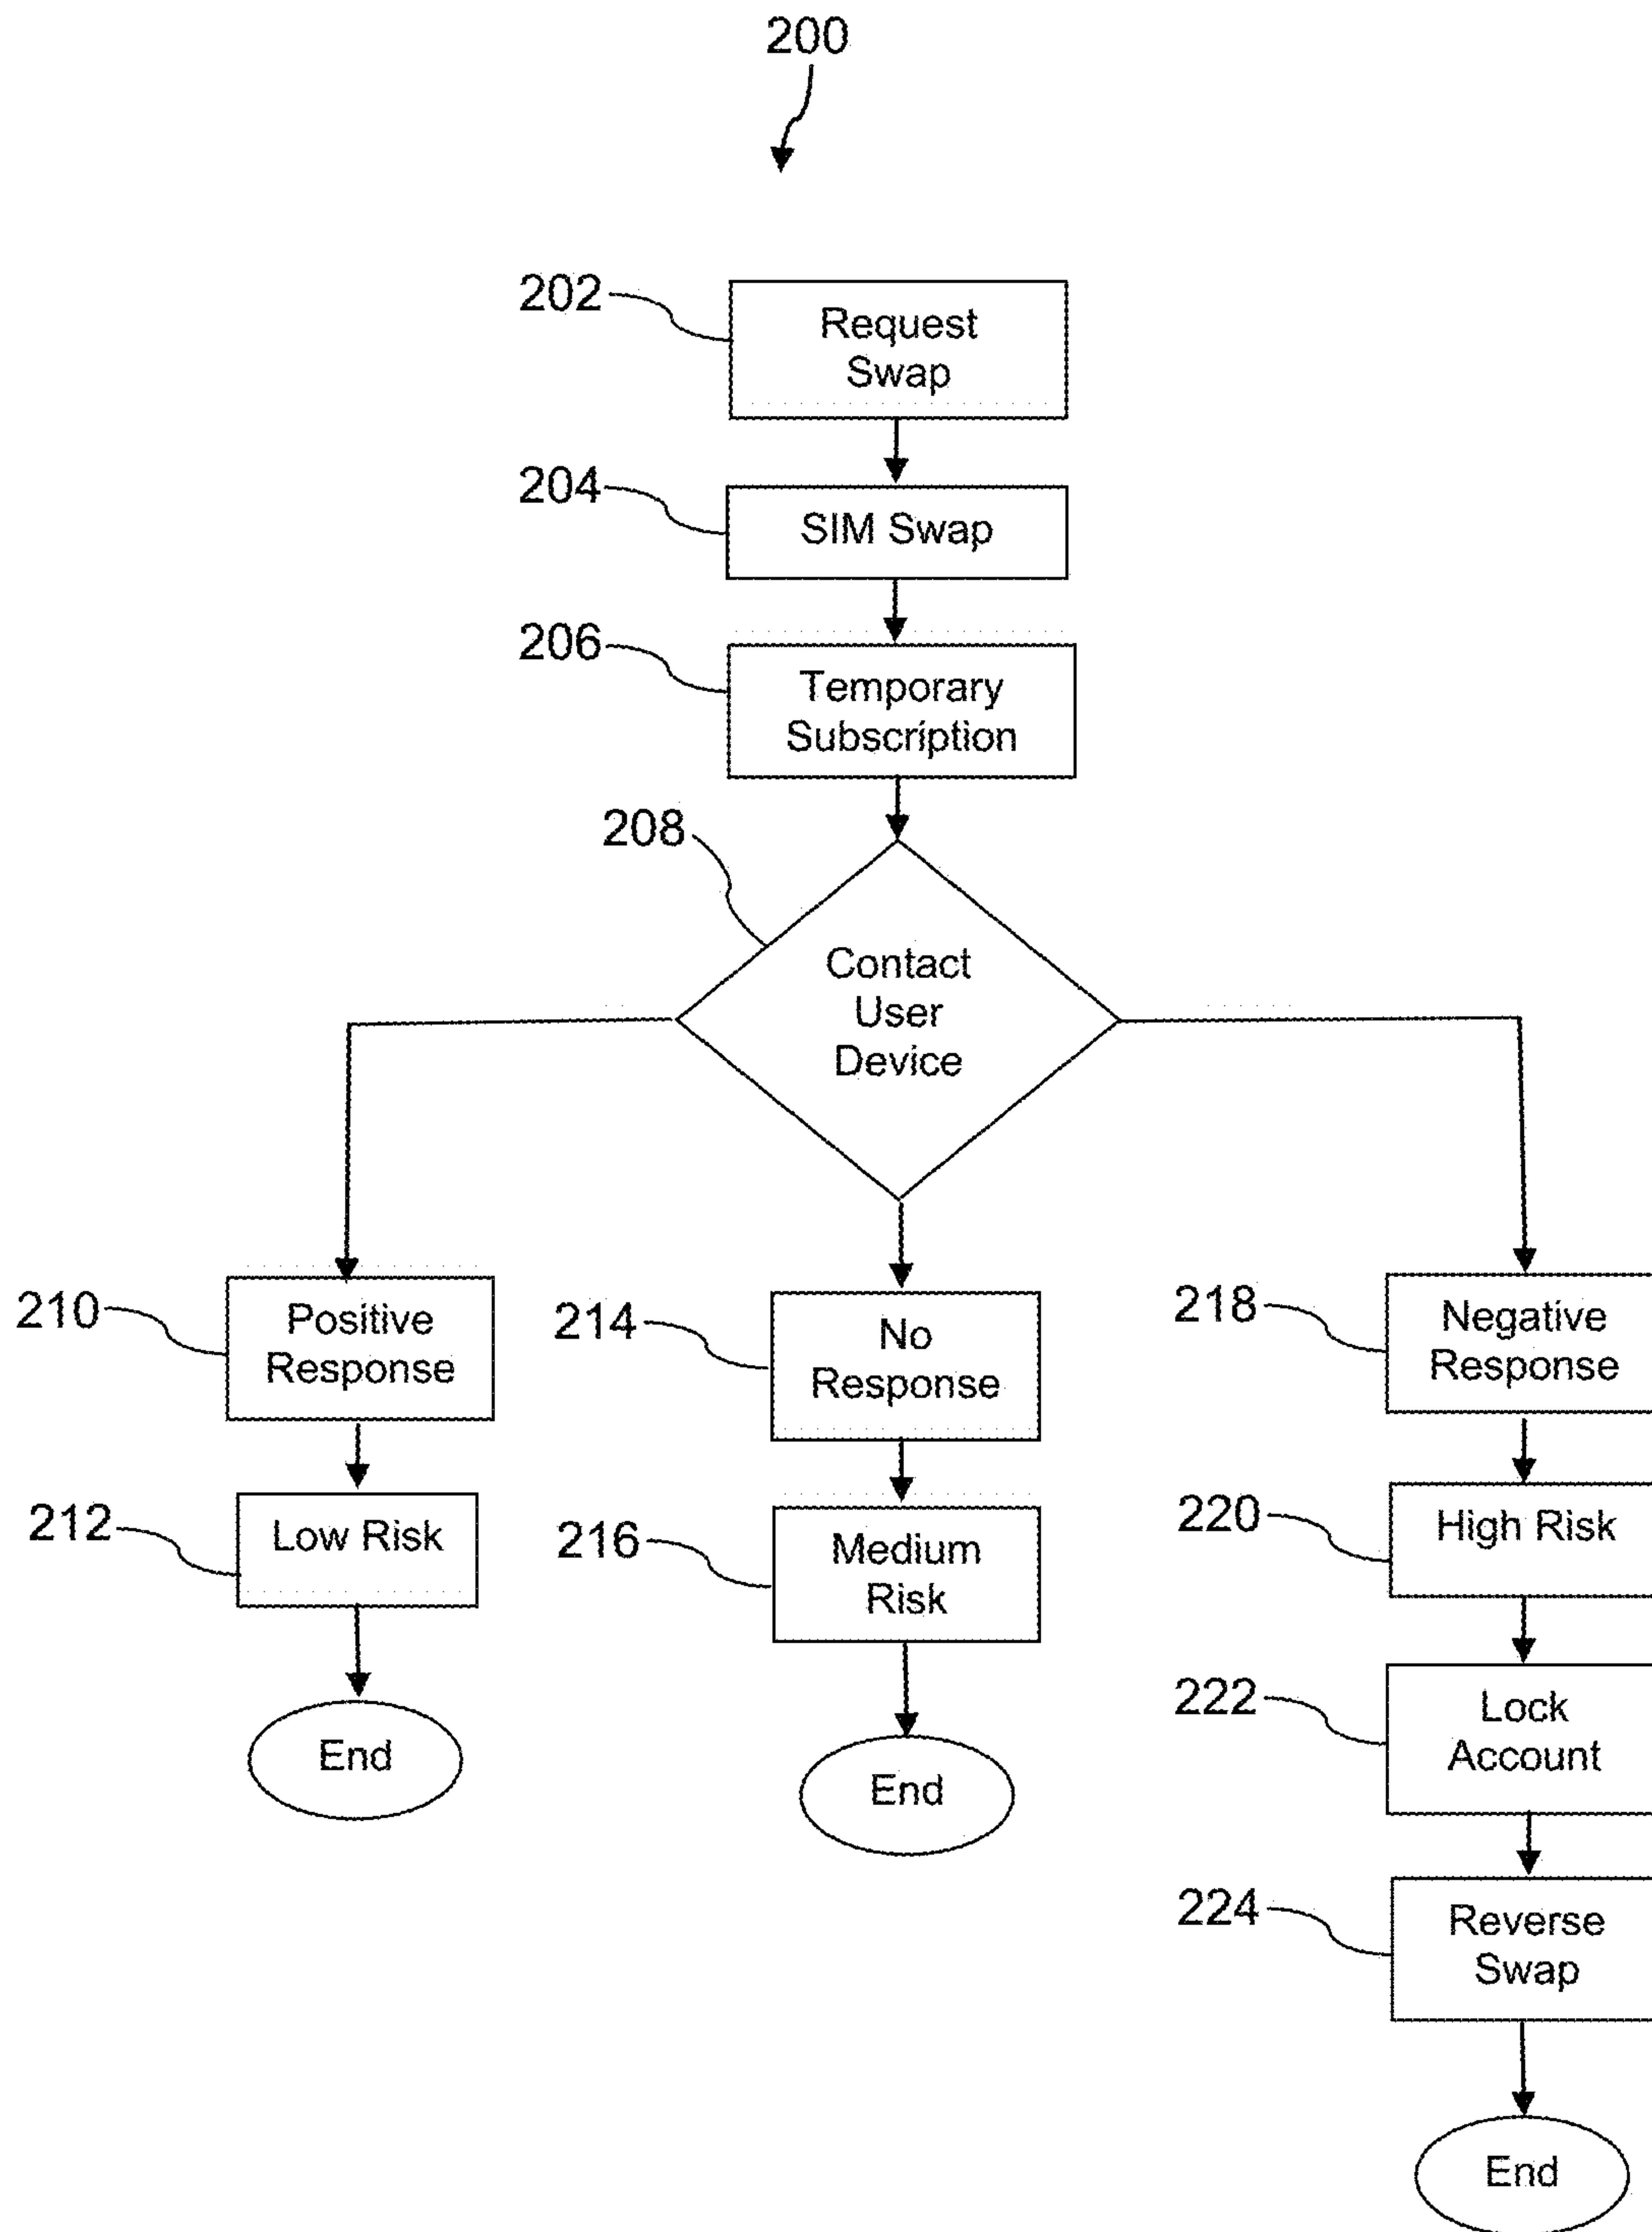 200
202
Request
Swap
204
SIM Swap
206
Temporary
Subscription
208
Contact
User
Device
210
Positive
Response
214
No
Response
218
Negative
Response
212
Low Risk
216
Medium
Risk
220
High Risk
222
Lock
Account
End
End
224
Reverse
Swap
End